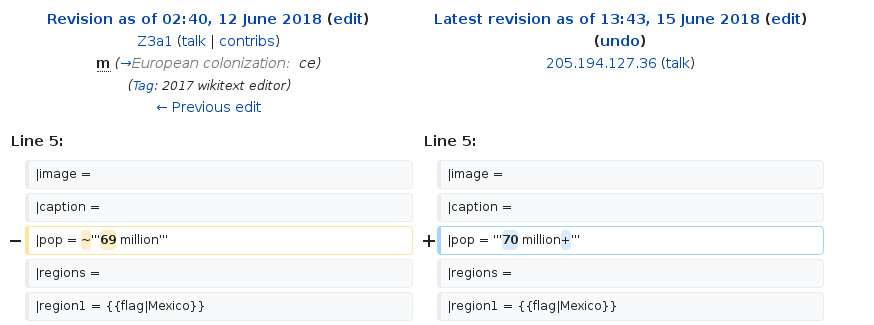 Revision as of 02:40, 12 June 2018 (edit)
Z3a1 (talk | contribs)
m (→European colonization: ce)
(Tag: 2017 wikitext editor)
← Previous edit
Latest revision as of 13:43, 15 June 2018 (edit)
(undo)
205.194.127.36 (talk)
Line 5:
Line 5:
|image =
|image =
|caption =
|caption =
− |pop = ~'''69 million'''
+ |pop = '''70 million+'''
|regions =
|regions =
|region1 = {{flag|Mexico}}
|region1 = {{flag|Mexico}}